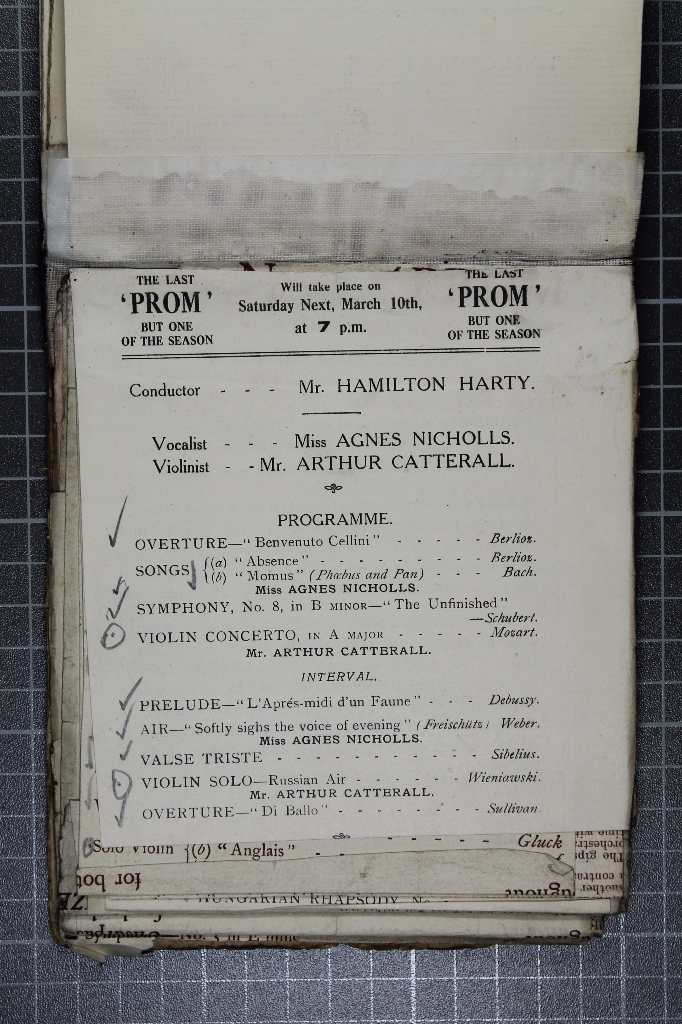 THE LAST
'PROM'
BUT ONE
OF THE SEASON
Will take place on
Saturday Next, March 10th,
at 7 p.m.
THE LAST
'PROM'
BUT ONE
OF THE SEASON
Conductor - - - Mr. HAMILTON HARTY.
Vocalist - - - Miss AGNES NICHOLLS.
Violinist - - Mr. ARTHUR CATTERALL.
PROGRAMME.
OVERTURE—"Benvenuto Cellini" - - - - - Berlioz.
SONGS {(a) "Absence" - - - - - - - - - Berlioz.
{(b) "Momus" (Phœbus and Pan) - - - Bach.
Miss AGNES NICHOLLS.
SYMPHONY, No. 8, in B MINOR—"The Unfinished"
—Schubert.
VIOLIN CONCERTO, IN A MAJOR - - - - - Mozart.
Mr. ARTHUR CATTERALL.
INTERVAL.
PRELUDE—"L'Aprés-midi d'un Faune" - - - Debussy.
AIR—"Softly sighs the voice of evening" (Freischütz) Weber.
Miss AGNES NICHOLLS.
VALSE TRISTE - - - - - - - - - - - Sibelius.
VIOLIN SOLO—Russian Air - - - - - - Wieniawski.
Mr. ARTHUR CATTERALL.
OVERTURE—"Di Ballo" - - - - - - - - Sullivan.
Solo Violin {(b) "Anglais" - - Gluck
for bot
HUNGARIAN RHAPSODY, No.